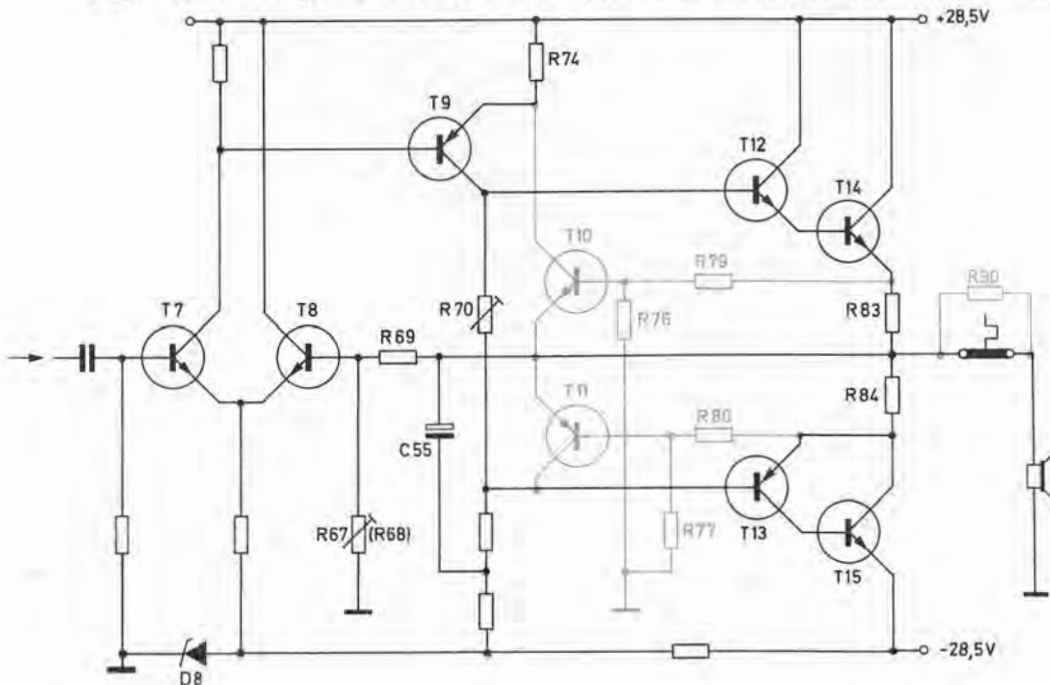 +28,5V
R74
T9
T12
T14
T10
R79
R90
T7
T8
R70
R76
R83
R69
R84
T11
R80
C55
R67 (R68)
R77
T13
T15
D8
-28,5V